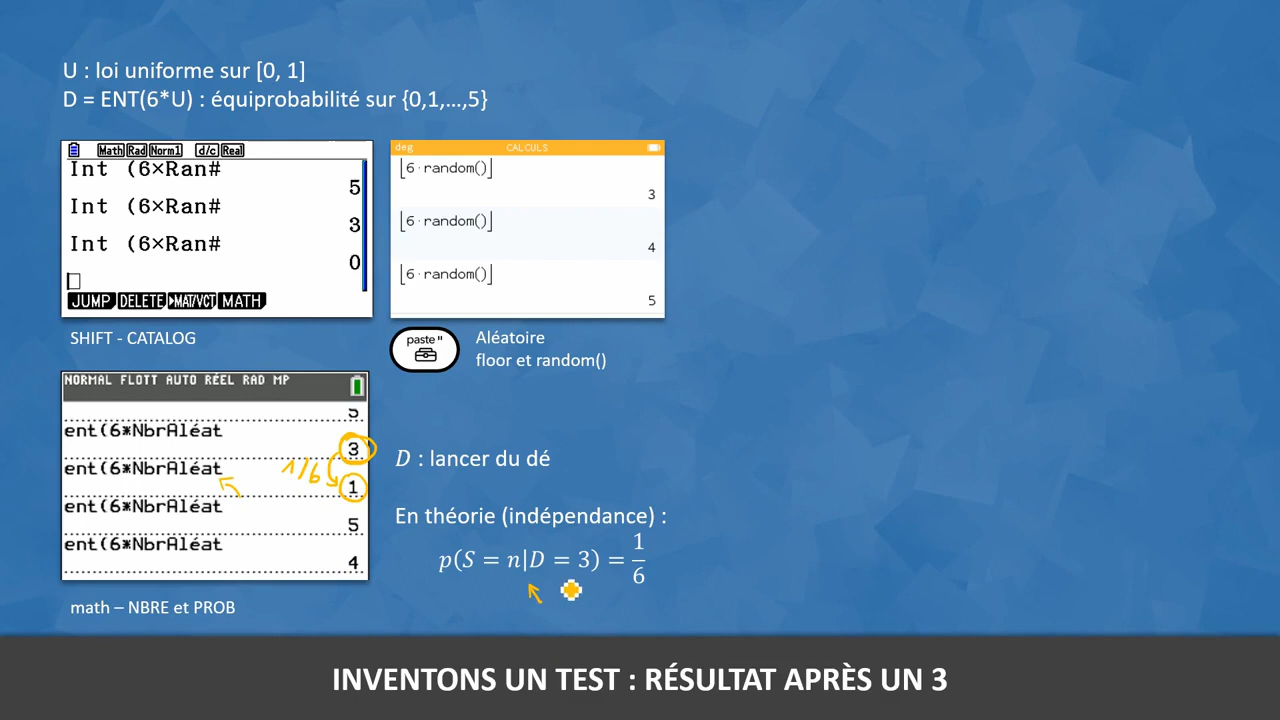 U : loi uniforme sur [0, 1]
D = ENT(6*U) : équiprobabilité sur {0,1,…,5}
Math Rad Norm1 d/c Real
Int (6×Ran#
5
Int (6×Ran#
3
Int (6×Ran#
0
JUMP DELETE ▸MAT/VCT MATH
SHIFT - CATALOG
deg CALCULS
⌊6·random()⌋
3
⌊6·random()⌋
4
⌊6·random()⌋
5
paste "
Aléatoire
floor et random()
NORMAL FLOTT AUTO RÉEL RAD MP
ent(6*NbrAléat
3
ent(6*NbrAléat
1/6
1
ent(6*NbrAléat
5
ent(6*NbrAléat
4
math – NBRE et PROB
D : lancer du dé
En théorie (indépendance) :
p(S = n|D = 3) = 1/6
INVENTONS UN TEST : RÉSULTAT APRÈS UN 3